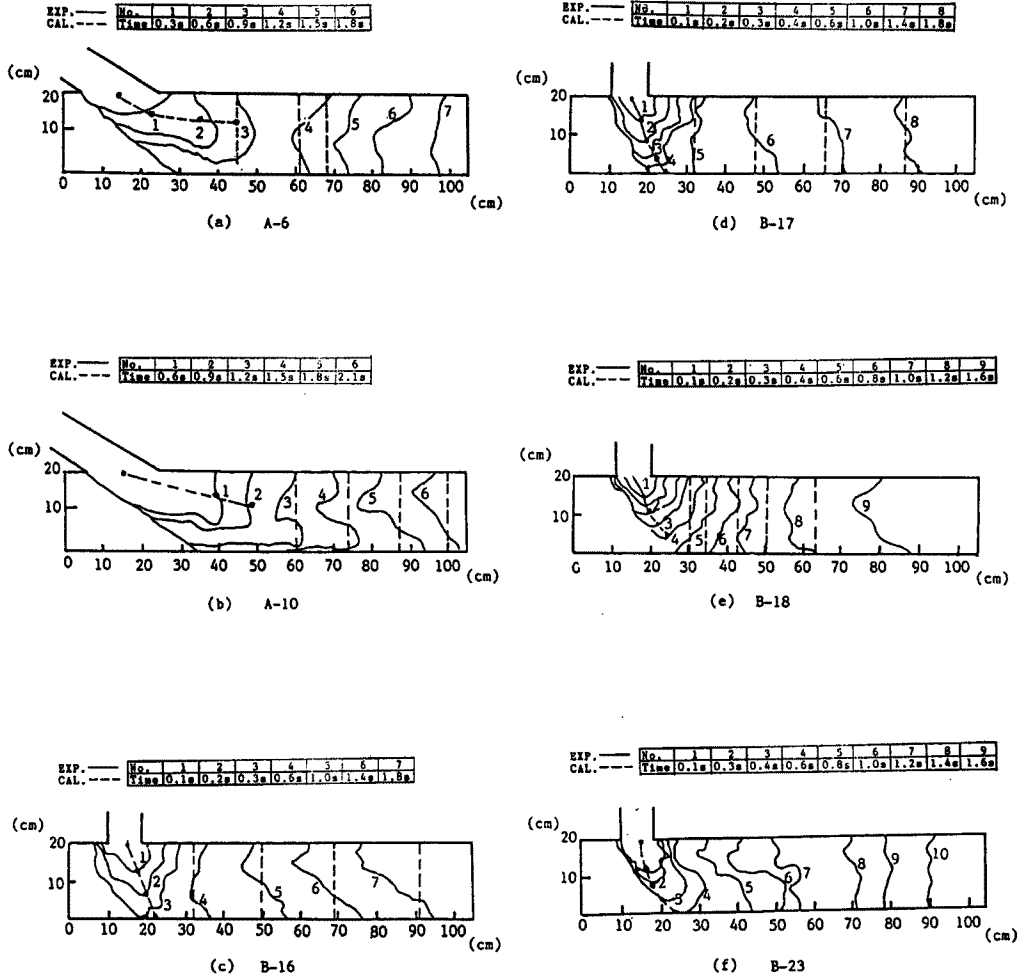 EXP. No. 1 2 3 4 5 6
CAL. Time 0.3s 0.6s 0.9s 1.2s 1.5s 1.8s
(cm)
20
10
1 2 3 4 5 6 7
0 10 20 30 40 50 60 70 80 90 100
(cm)
(a) A-6
EXP. No. 1 2 3 4 5 6 7 8
CAL. Time 0.1s 0.2s 0.3s 0.4s 0.6s 1.0s 1.4s 1.8s
(cm)
20
10
1 2 3 4 5 6 7 8
0 10 20 30 40 50 60 70 80 90 100
(cm)
(d) B-17
EXP. No. 1 2 3 4 5 6
CAL. Time 0.6s 0.9s 1.2s 1.5s 1.8s 2.1s
(cm)
20
10
1 2 3 4 5 6
0 10 20 30 40 50 60 70 80 90 100
(cm)
(b) A-10
EXP. No. 1 2 3 4 5 6 7 8 9
CAL. Time 0.1s 0.2s 0.3s 0.4s 0.6s 0.8s 1.0s 1.2s 1.6s
(cm)
20
10
1 2 3 4 5 6 7 8 9
0 10 20 30 40 50 60 70 80 90 100
(cm)
(e) B-18
EXP. No. 1 2 3 4 5 6 7
CAL. Time 0.1s 0.2s 0.3s 0.6s 1.0s 1.4s 1.8s
(cm)
20
10
1 2 3 4 5 6 7
0 10 20 30 40 50 60 70 80 90 100
(cm)
(c) B-16
EXP. No. 1 2 3 4 5 6 7 8 9
CAL. Time 0.1s 0.3s 0.4s 0.6s 0.8s 1.0s 1.2s 1.4s 1.6s
(cm)
20
10
2 3 4 5 6 7 8 9 10
0 10 20 30 40 50 60 70 80 90 100
(cm)
(f) B-23